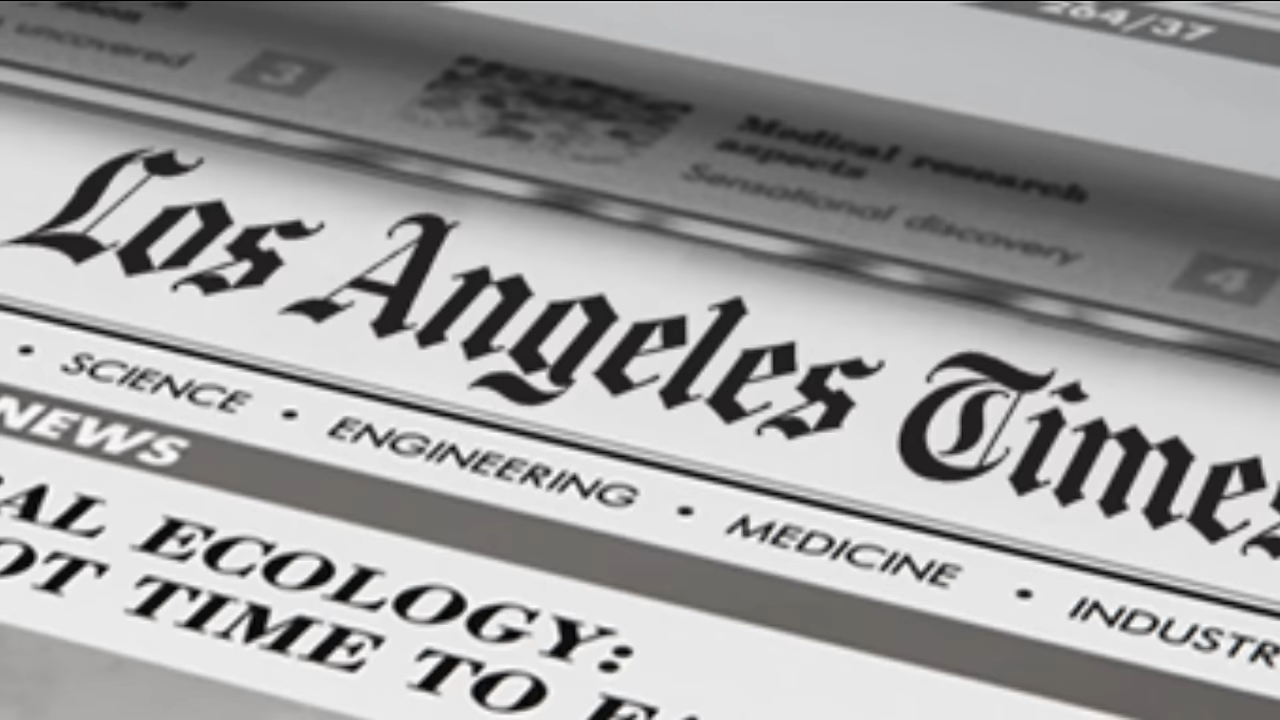 264/37
uncovered
3
Medical research
aspects
Sensational discovery
4
Los Angeles Times
• SCIENCE • ENGINEERING • MEDICINE • INDUSTR
NEWS
AL ECOLOGY:
OT TIME TO